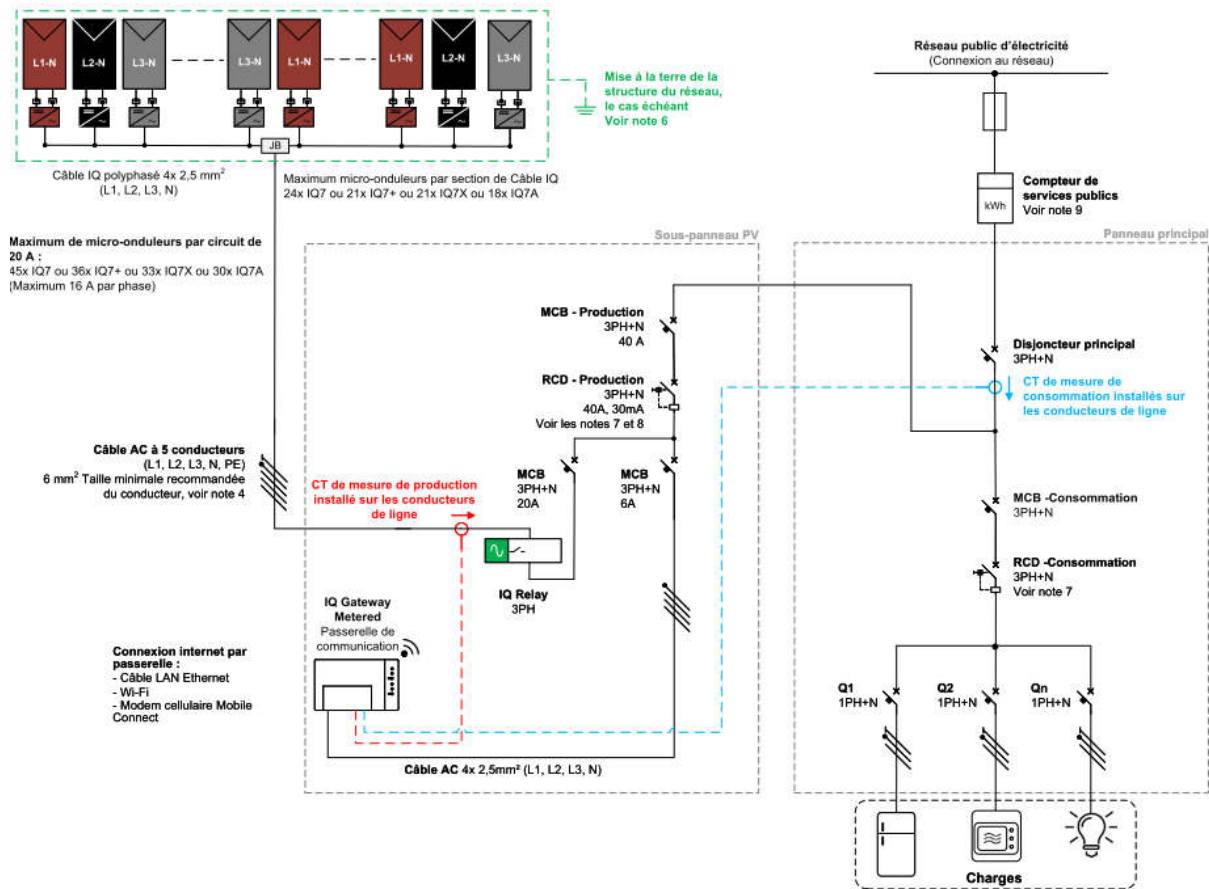 L1-N
L2-N
L3-N
L3-N
L1-N
L1-N
L2-N
L3-N
JB
Mise à la terre de la
structure du réseau,
le cas échéant
Voir note 6
Réseau public d'électricité
(Connexion au réseau)
Câble IQ polyphasé 4x 2,5 mm²
(L1, L2, L3, N)
Maximum micro-onduleurs par section de Câble IQ
24x IQ7 ou 21x IQ7+ ou 21x IQ7X ou 18x IQ7A
kWh
Compteur de
services publics
Voir note 9
Maximum de micro-onduleurs par circuit de
20 A :
45x IQ7 ou 36x IQ7+ ou 33x IQ7X ou 30x IQ7A
(Maximum 16 A par phase)
Sous-panneau PV
Panneau principal
MCB - Production
3PH+N
40 A
RCD - Production
3PH+N
40A, 30mA
Voir les notes 7 et 8
Disjoncteur principal
3PH+N
CT de mesure de
consommation installés sur
les conducteurs de ligne
Câble AC à 5 conducteurs
(L1, L2, L3, N, PE)
6 mm² Taille minimale recommandée
du conducteur, voir note 4
CT de mesure de production
installé sur les conducteurs
de ligne
MCB
3PH+N
20A
MCB
3PH+N
6A
MCB -Consommation
3PH+N
IQ Relay
3PH
RCD -Consommation
3PH+N
Voir note 7
IQ Gateway
Metered
Passerelle de
communication
Connexion internet par
passerelle :
- Câble LAN Ethernet
- Wi-Fi
- Modem cellulaire Mobile
Connect
Q1
1PH+N
Q2
1PH+N
Qn
1PH+N
Câble AC 4x 2,5mm² (L1, L2, L3, N)
Charges